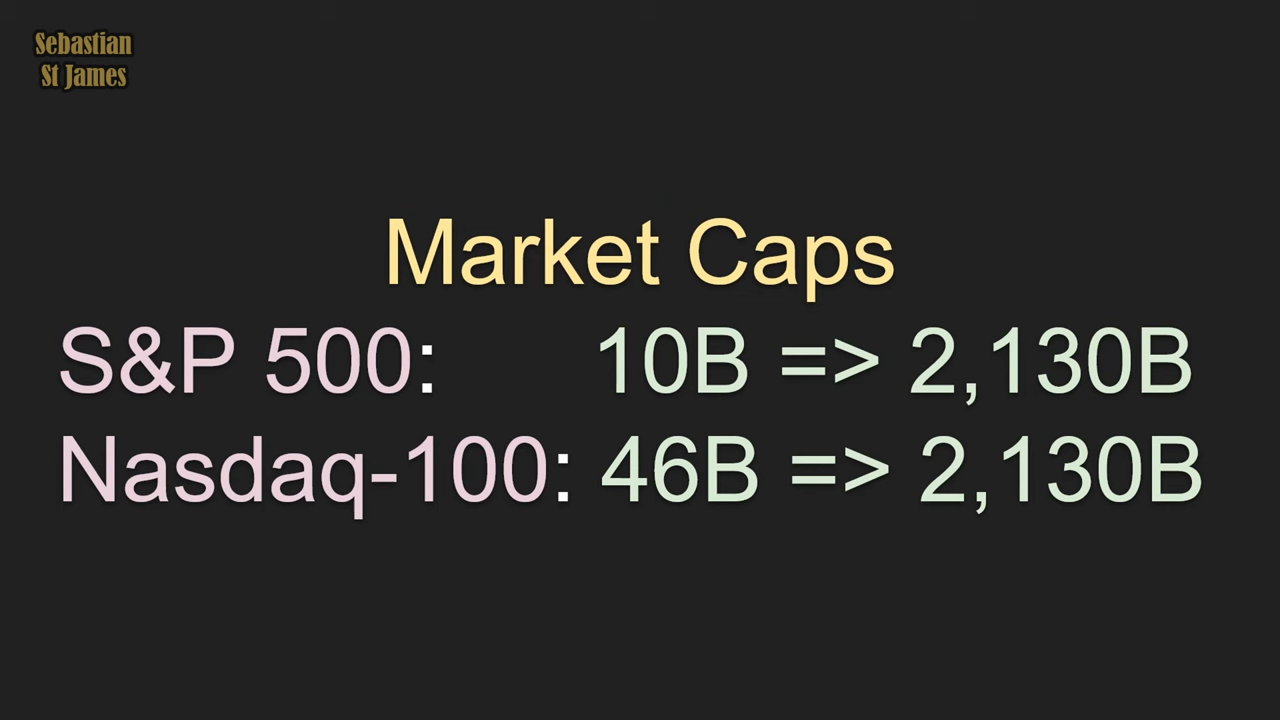 Sebastian
St James
Market Caps
S&P 500: 10B => 2,130B
Nasdaq-100: 46B => 2,130B